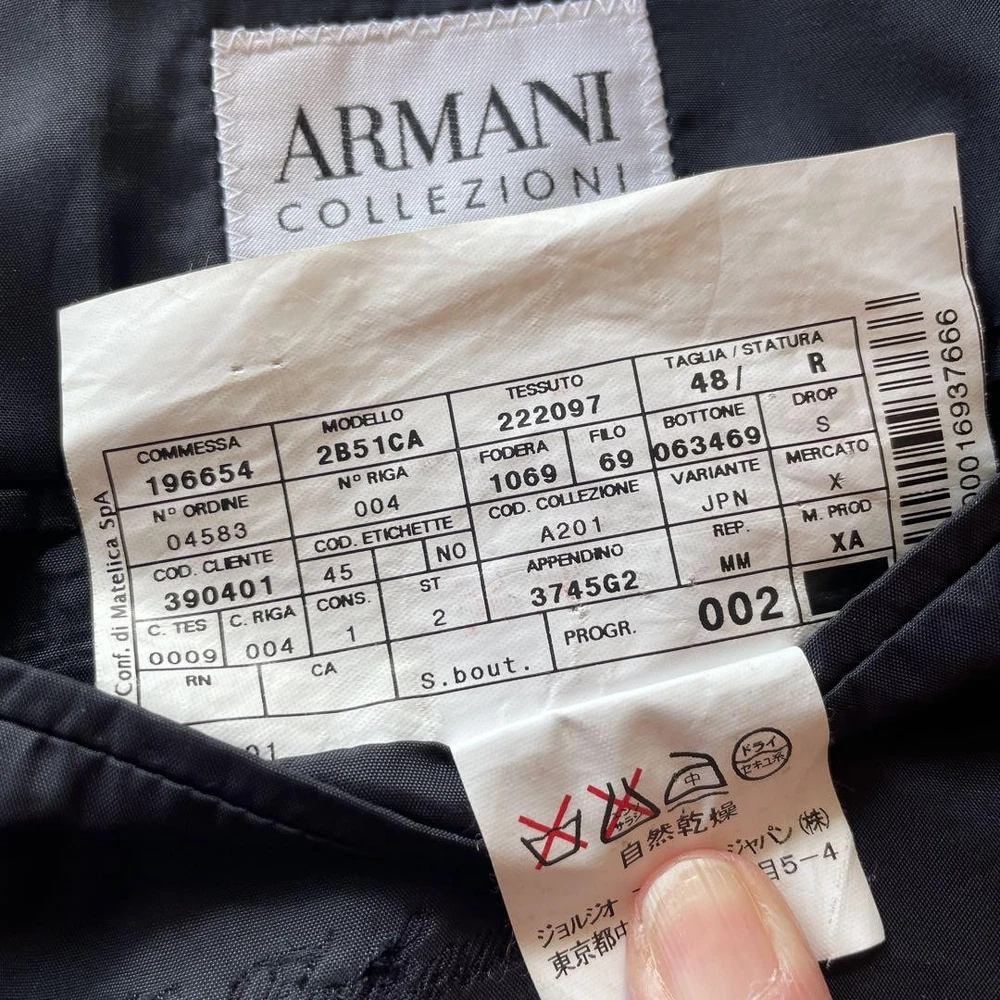 ARMANI
COLLEZIONI
COMMESSA MODELLO TESSUTO TAGLIA / STATURA
196654 2B51CA 222097 48/ R
Nº ORDINE Nº RIGA FODERA FILO BOTTONE DROP
04583 004 1069 69 063469 S
COD. CLIENTE COD. ETICHETTE COD. COLLEZIONE VARIANTE MERCATO
390401 45 NO A201 JPN X
C. TES C. RIGA CONS. ST APPENDINO REP. M. PROD
0009 004 1 2 3745G2 MM XA
RN CA S.bout. PROGR. 002
Conf. di Matelica SpA
00016937666
01
中
ドライ
セキユ系
自然乾燥
ジョルジオ
ジャパン(株)
東京都
目5-4